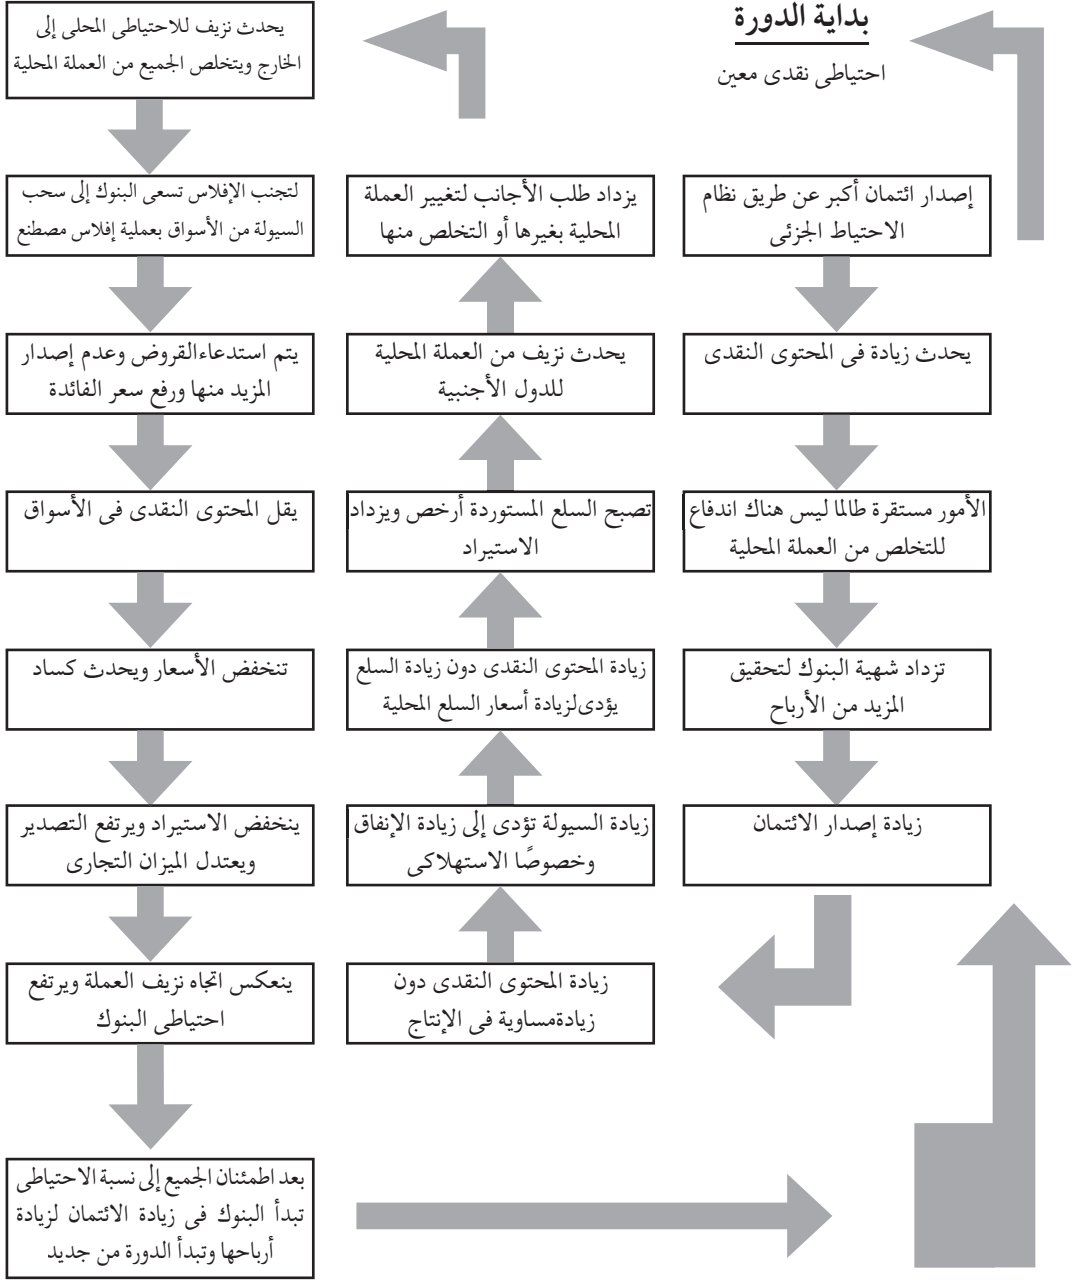 بداية الدورة
احتياطى نقدى معين
إصدار ائتمان أكبر عن طريق نظام
الاحتياط الجزئى
يحدث زيادة فى المحتوى النقدى
الأمور مستقرة طالما ليس هناك اندفاع
للتخلص من العملة المحلية
تزداد شهية البنوك لتحقيق
المزيد من الأرباح
زيادة إصدار الائتمان
زيادة المحتوى النقدى دون
زيادةمساوية فى الإنتاج
زيادة السيولة تؤدى إلى زيادة الإنفاق
وخصوصًا الاستهلاكى
زيادة المحتوى النقدى دون زيادة السلع
يؤدىلزيادة أسعار السلع المحلية
تصبح السلع المستوردة أرخص ويزداد
الاستيراد
يحدث نزيف من العملة المحلية
للدول الأجنبية
يزداد طلب الأجانب لتغيير العملة
المحلية بغيرها أو التخلص منها
يحدث نزيف للاحتياطى المحلى إلى
الخارج ويتخلص الجميع من العملة المحلية
لتجنب الإفلاس تسعى البنوك إلى سحب
السيولة من الأسواق بعملية إفلاس مصطنع
يتم استدعاءالقروض وعدم إصدار
المزيد منها ورفع سعر الفائدة
يقل المحتوى النقدى فى الأسواق
تنخفض الأسعار ويحدث كساد
ينخفض الاستيراد ويرتفع التصدير
ويعتدل الميزان التجارى
ينعكس اتجاه نزيف العملة ويرتفع
احتياطى البنوك
بعد اطمئنان الجميع إلى نسبة الاحتياطى
تبدأ البنوك فى زيادة الائتمان لزيادة
أرباحها وتبدأ الدورة من جديد